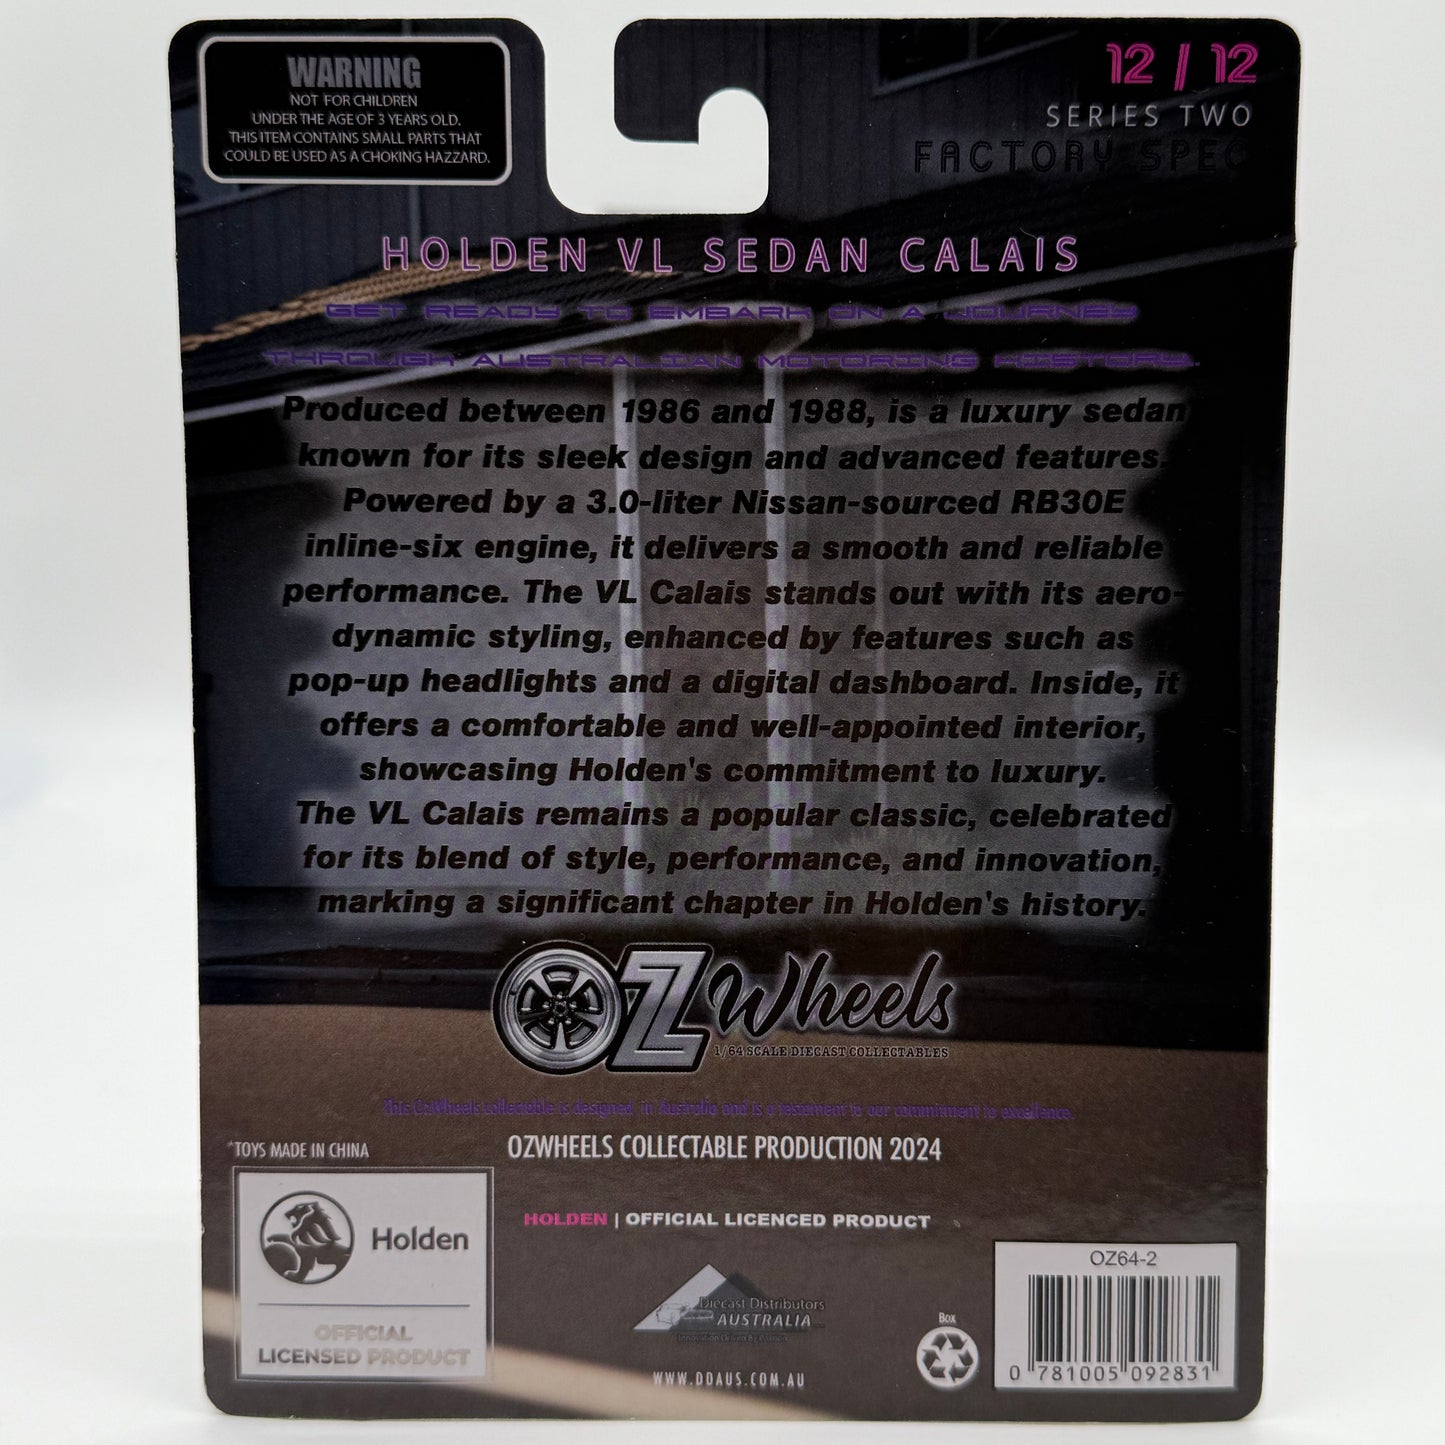 WARNING
NOT FOR CHILDREN
UNDER THE AGE OF 3 YEARS OLD.
THIS ITEM CONTAINS SMALL PARTS THAT
COULD BE USED AS A CHOKING HAZZARD.
12 / 12
SERIES TWO
FACTORY SPEC
HOLDEN VL SEDAN CALAIS
GET READY TO EMBARK ON A JOURNEY
THROUGH AUSTRALIAN MOTORING HISTORY.
Produced between 1986 and 1988, is a luxury sedan
known for its sleek design and advanced features.
Powered by a 3.0-liter Nissan-sourced RB30E
inline-six engine, it delivers a smooth and reliable
performance. The VL Calais stands out with its aero-
dynamic styling, enhanced by features such as
pop-up headlights and a digital dashboard. Inside, it
offers a comfortable and well-appointed interior,
showcasing Holden's commitment to luxury.
The VL Calais remains a popular classic, celebrated
for its blend of style, performance, and innovation,
marking a significant chapter in Holden's history.
OZ Wheels
1/64 SCALE DIECAST COLLECTABLES
This OzWheels collectable is designed in Australia and is a testament to our commitment to excellence.
*TOYS MADE IN CHINA
OZWHEELS COLLECTABLE PRODUCTION 2024
Holden
OFFICIAL
LICENSED PRODUCT
HOLDEN | OFFICIAL LICENCED PRODUCT
Diecast Distributors
AUSTRALIA
Innovation Driven By Passion
WWW.DDAUS.COM.AU
Box
OZ64-2
0 781005 092831